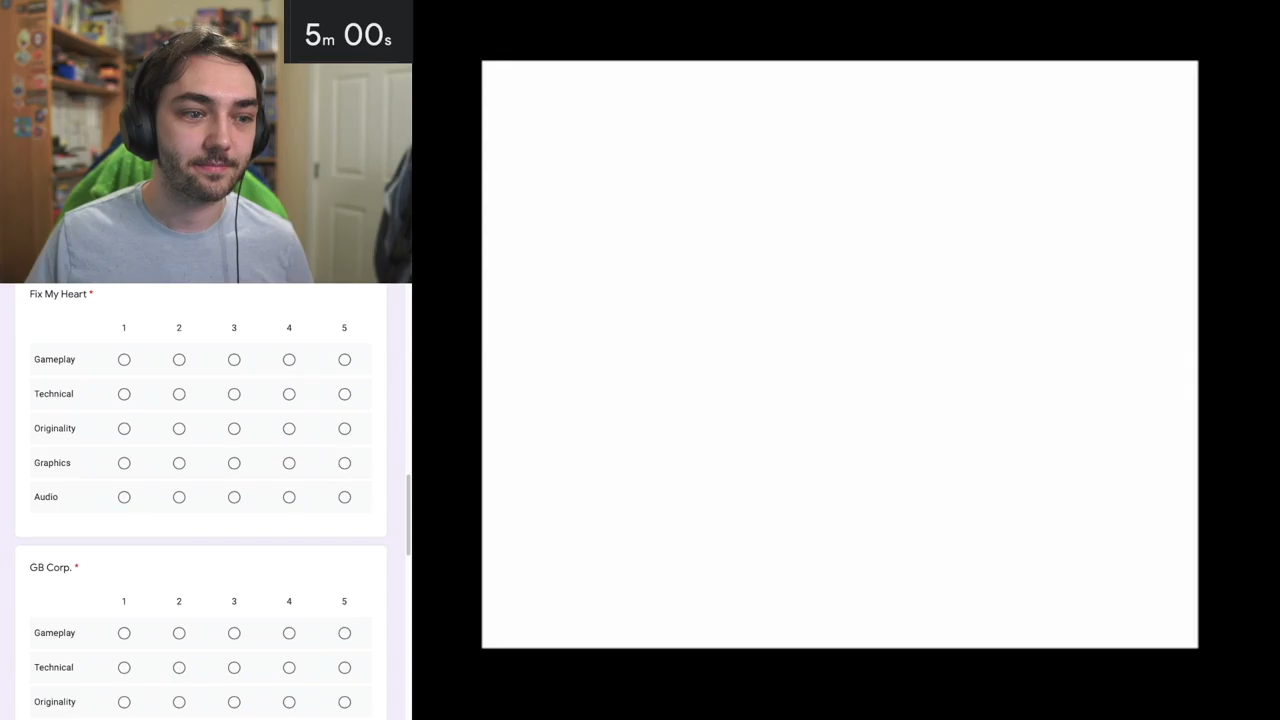 5m 00s
Fix My Heart *
1 2 3 4 5
Gameplay
Technical
Originality
Graphics
Audio
GB Corp. *
1 2 3 4 5
Gameplay
Technical
Originality